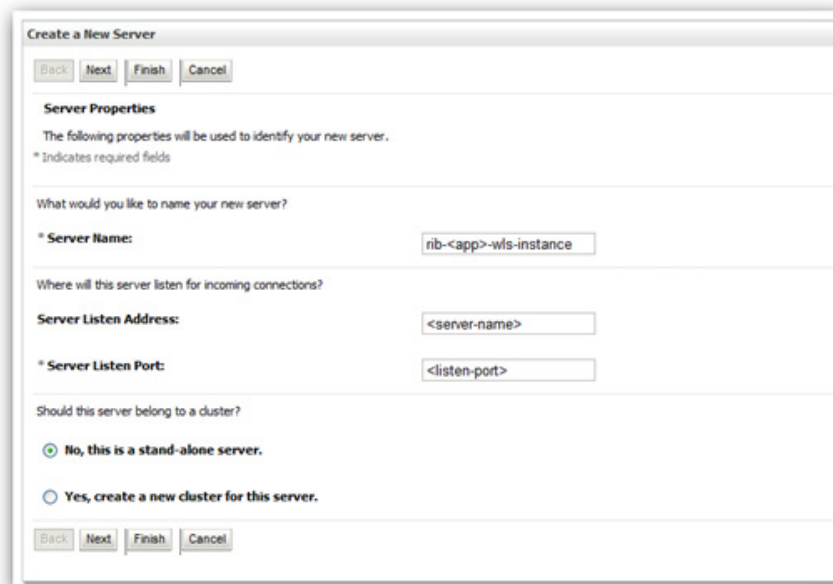 Create a New Server
Back Next Finish Cancel
Server Properties
The following properties will be used to identify your new server.
* Indicates required fields
What would you like to name your new server?
* Server Name: rib-<app>-wls-instance
Where will this server listen for incoming connections?
Server Listen Address: <server-name>
* Server Listen Port: <listen-port>
Should this server belong to a cluster?
No, this is a stand-alone server.
Yes, create a new cluster for this server.
Back Next Finish Cancel